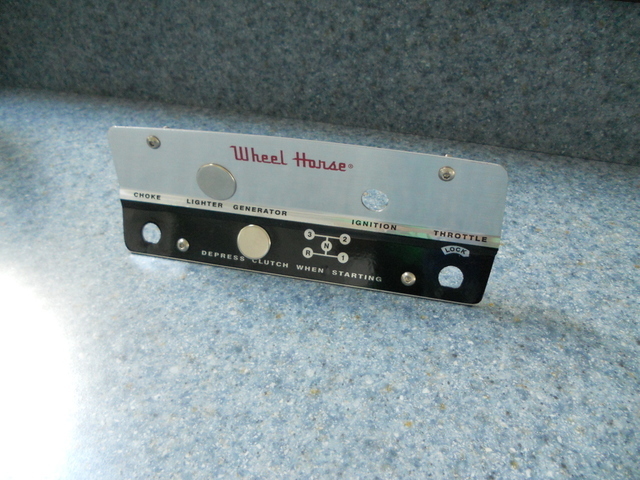 Wheel Horse®
CHOKE LIGHTER GENERATOR IGNITION THROTTLE
3 2
N
R 1
LOCK
DEPRESS CLUTCH WHEN STARTING